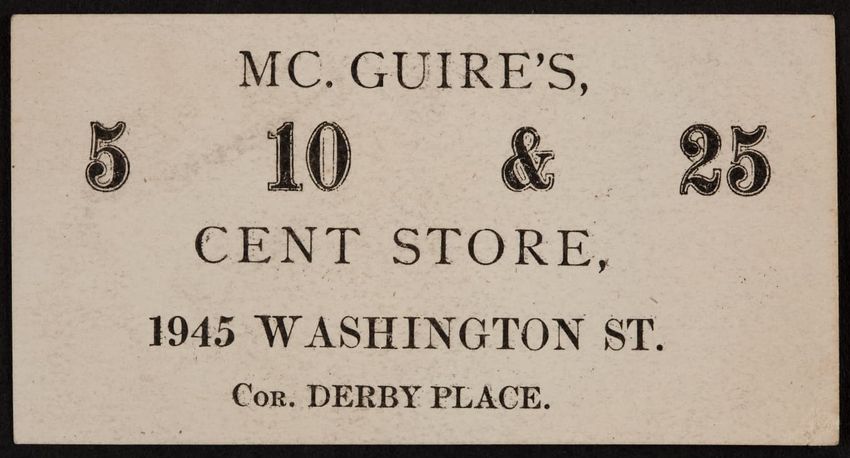 MC. GUIRE'S,
5 10 & 25
CENT STORE,
1945 WASHINGTON ST.
COR. DERBY PLACE.